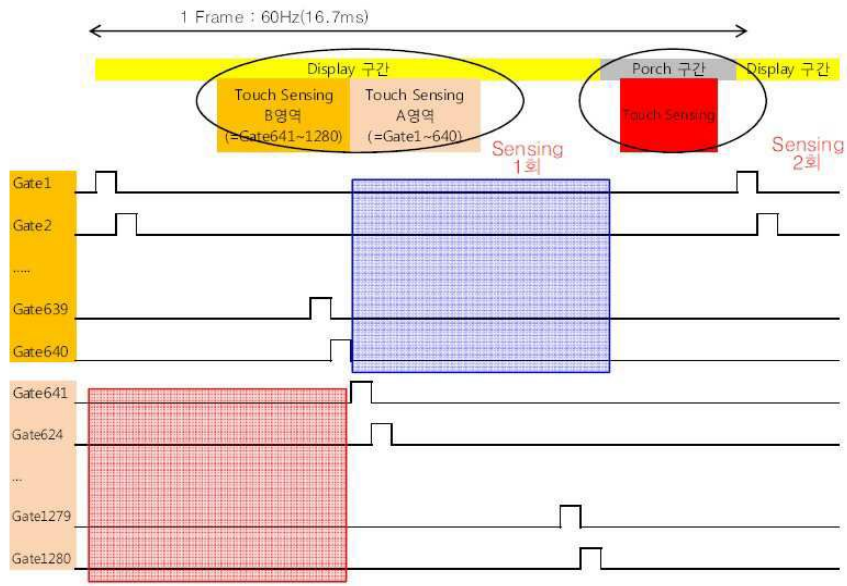 1 Frame : 60Hz(16.7ms)
Display 구간
Porch 구간
Display 구간
Touch Sensing
B영역
(=Gate641~1280)
Touch Sensing
A영역
(=Gate1~640)
Touch Sensing
Sensing
1회
Sensing
2회
Gate1
Gate2
.....
Gate639
Gate640
Gate641
Gate624
...
Gate1279
Gate1280